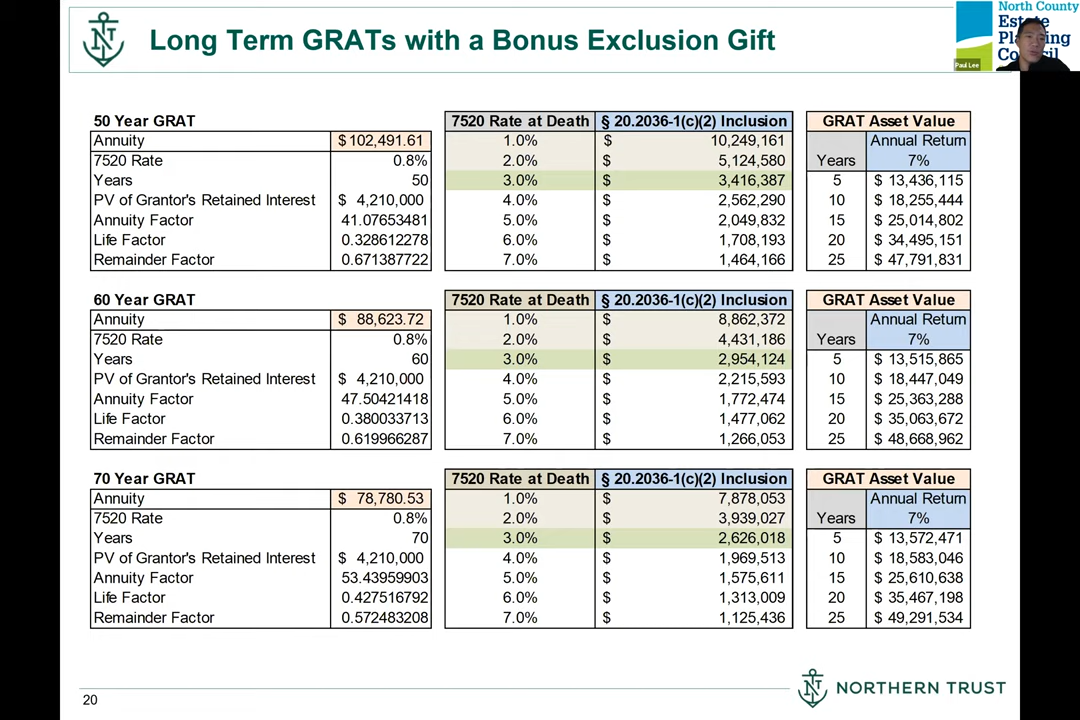 Long Term GRATs with a Bonus Exclusion Gift
North County
Estate
Planning
Council
Paul Lee
50 Year GRAT
Annuity $102,491.61
7520 Rate 0.8%
Years 50
PV of Grantor's Retained Interest $ 4,210,000
Annuity Factor 41.07653481
Life Factor 0.328612278
Remainder Factor 0.671387722
7520 Rate at Death § 20.2036-1(c)(2) Inclusion
1.0% $ 10,249,161
2.0% $ 5,124,580
3.0% $ 3,416,387
4.0% $ 2,562,290
5.0% $ 2,049,832
6.0% $ 1,708,193
7.0% $ 1,464,166
GRAT Asset Value
Annual Return
Years 7%
5 $ 13,436,115
10 $ 18,255,444
15 $ 25,014,802
20 $ 34,495,151
25 $ 47,791,831
60 Year GRAT
Annuity $ 88,623.72
7520 Rate 0.8%
Years 60
PV of Grantor's Retained Interest $ 4,210,000
Annuity Factor 47.50421418
Life Factor 0.380033713
Remainder Factor 0.619966287
7520 Rate at Death § 20.2036-1(c)(2) Inclusion
1.0% $ 8,862,372
2.0% $ 4,431,186
3.0% $ 2,954,124
4.0% $ 2,215,593
5.0% $ 1,772,474
6.0% $ 1,477,062
7.0% $ 1,266,053
GRAT Asset Value
Annual Return
Years 7%
5 $ 13,515,865
10 $ 18,447,049
15 $ 25,363,288
20 $ 35,063,672
25 $ 48,668,962
70 Year GRAT
Annuity $ 78,780.53
7520 Rate 0.8%
Years 70
PV of Grantor's Retained Interest $ 4,210,000
Annuity Factor 53.43959903
Life Factor 0.427516792
Remainder Factor 0.572483208
7520 Rate at Death § 20.2036-1(c)(2) Inclusion
1.0% $ 7,878,053
2.0% $ 3,939,027
3.0% $ 2,626,018
4.0% $ 1,969,513
5.0% $ 1,575,611
6.0% $ 1,313,009
7.0% $ 1,125,436
GRAT Asset Value
Annual Return
Years 7%
5 $ 13,572,471
10 $ 18,583,046
15 $ 25,610,638
20 $ 35,467,198
25 $ 49,291,534
20
NORTHERN TRUST